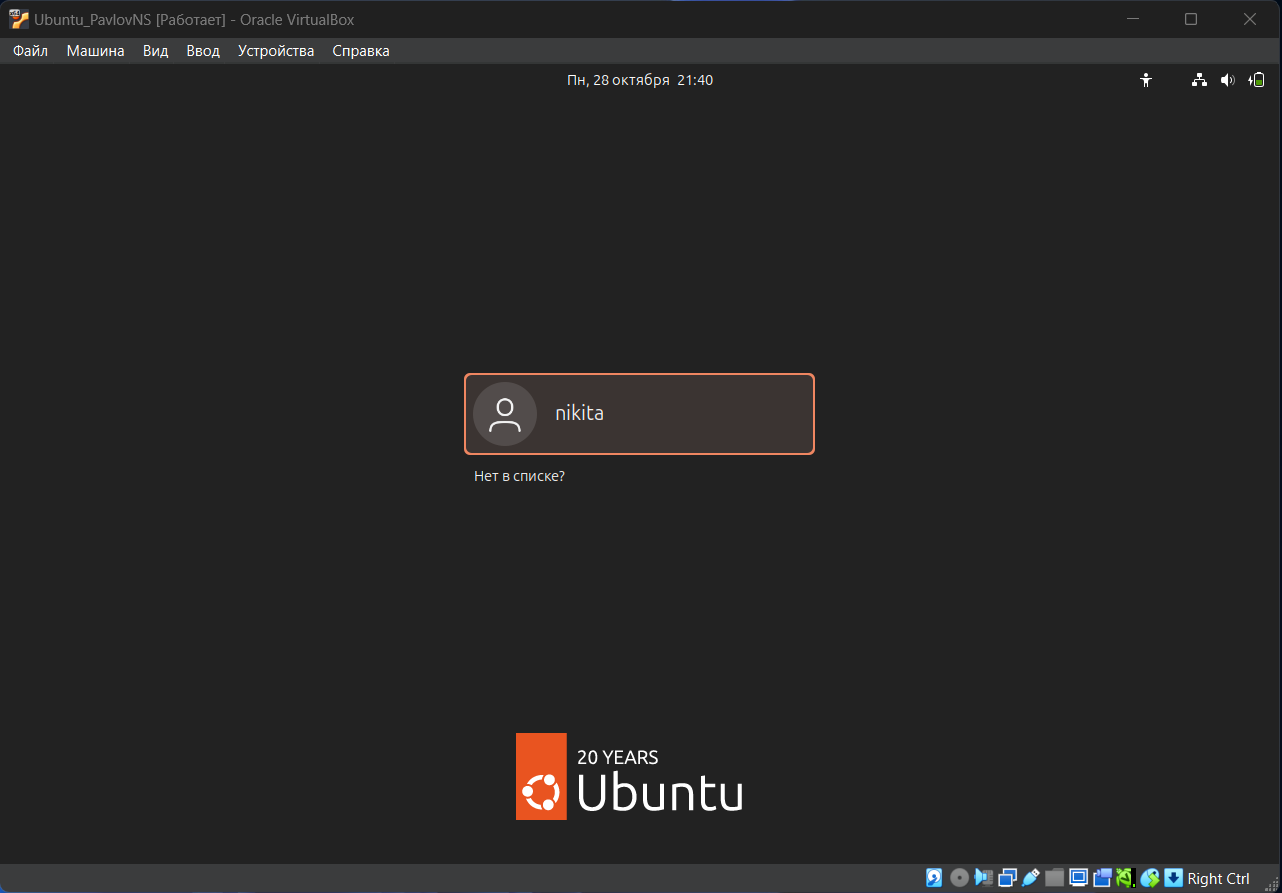 Ubuntu_PavlovNS [Работает] - Oracle VirtualBox
Файл Машина Вид Ввод Устройства Справка
Пн, 28 октября 21:40
nikita
Нет в списке?
20 YEARS
Ubuntu
Right Ctrl